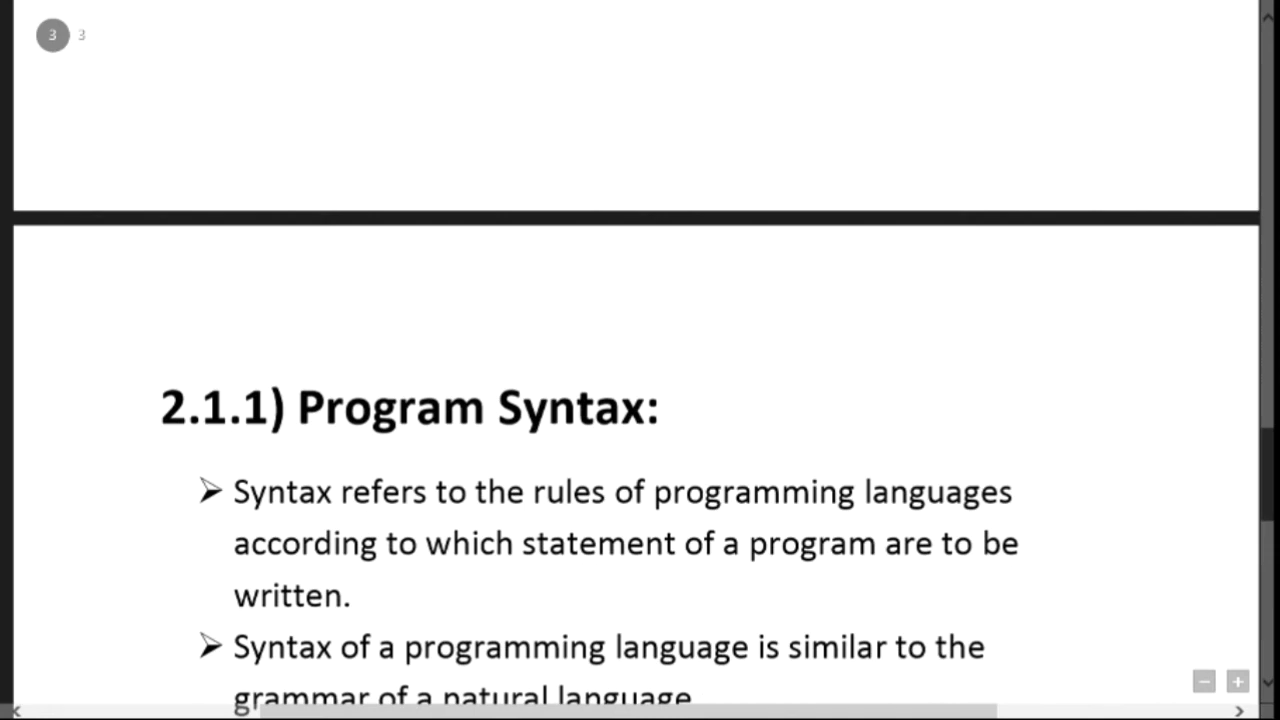 3 3
2.1.1) Program Syntax:
➢ Syntax refers to the rules of programming languages
according to which statement of a program are to be
written.
➢ Syntax of a programming language is similar to the
grammar of a natural language